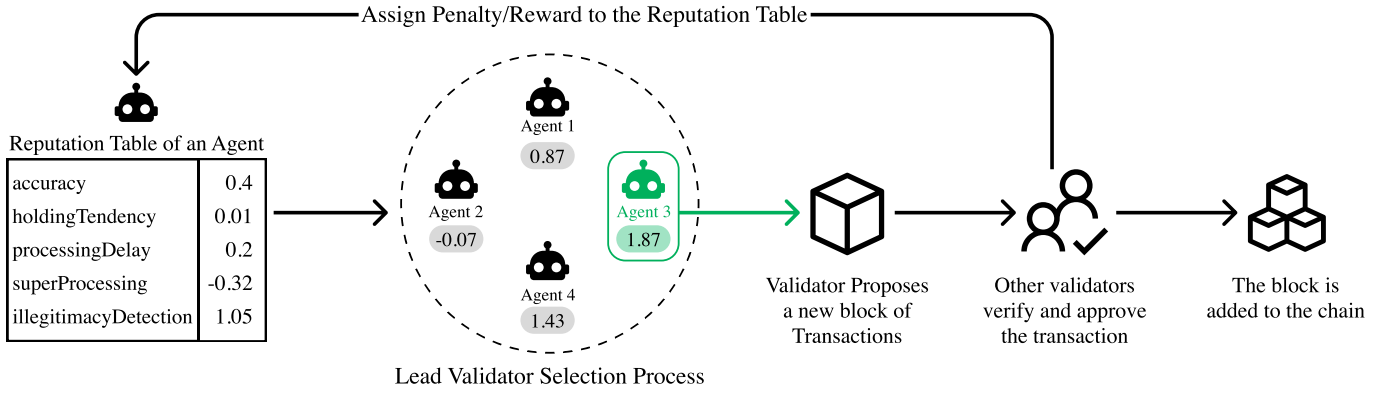 Assign Penalty/Reward to the Reputation Table
Reputation Table of an Agent
accuracy 0.4
holdingTendency 0.01
processingDelay 0.2
superProcessing -0.32
illegitimacyDetection 1.05
Agent 1
0.87
Agent 2
-0.07
Agent 3
1.87
Agent 4
1.43
Lead Validator Selection Process
Validator Proposes
a new block of
Transactions
Other validators
verify and approve
the transaction
The block is
added to the chain